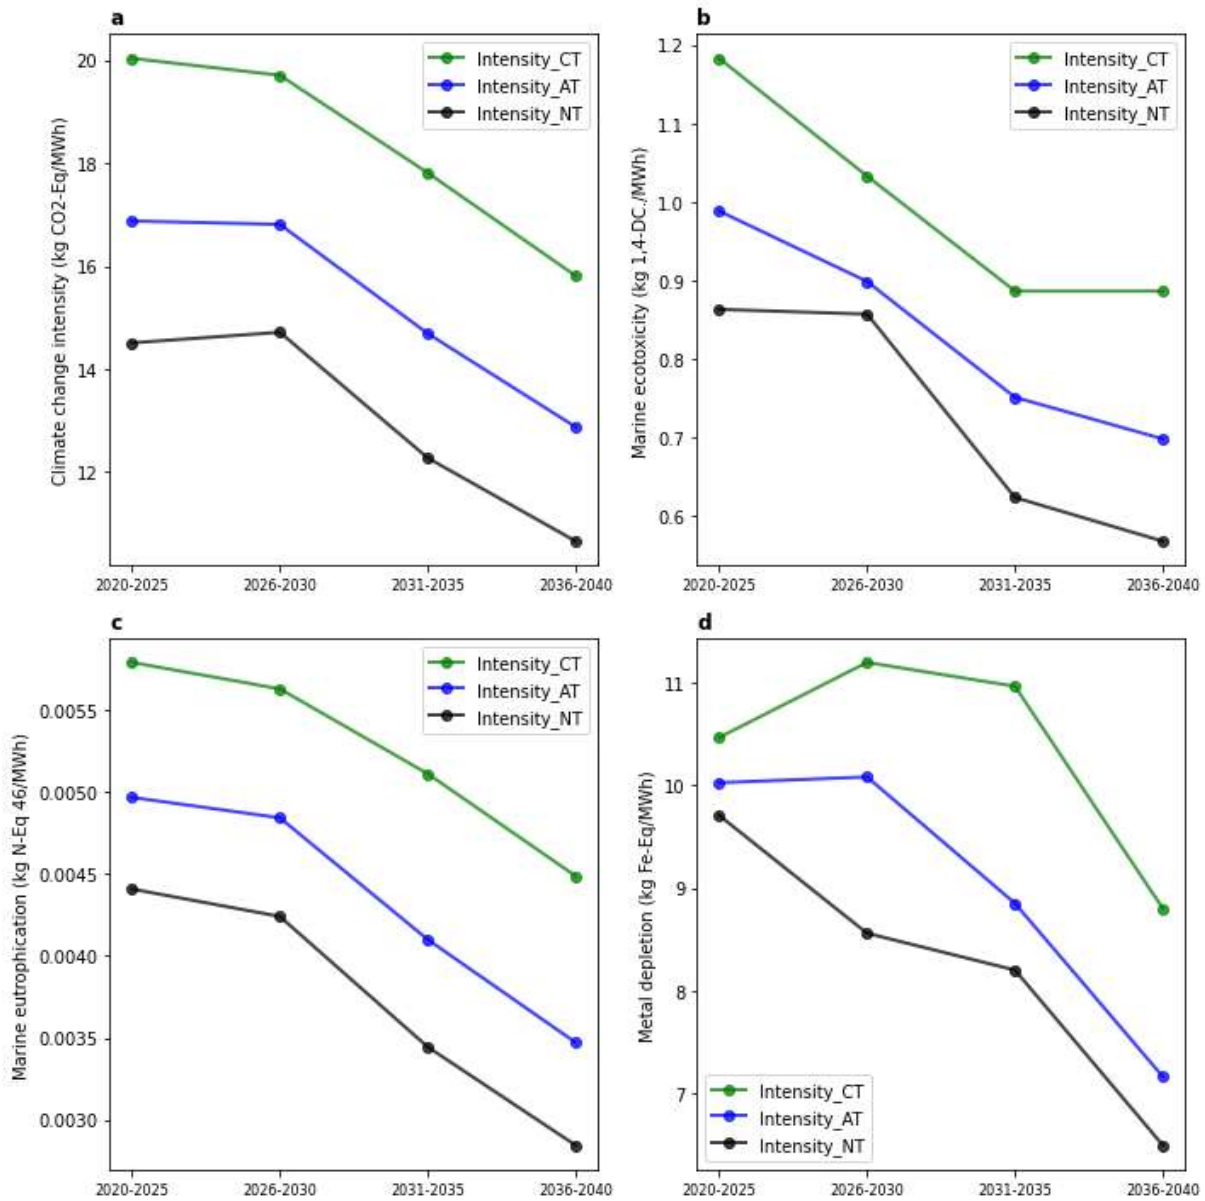 a
Climate change intensity (kg CO2-Eq/MWh)
20
18
16
14
12
Intensity_CT
Intensity_AT
Intensity_NT
2020-2025
2026-2030
2031-2035
2036-2040
b
Marine ecotoxicity (kg 1,4-DC./MWh)
1.2
1.1
1.0
0.9
0.8
0.7
0.6
Intensity_CT
Intensity_AT
Intensity_NT
2020-2025
2026-2030
2031-2035
2036-2040
c
Marine eutrophication (kg N-Eq 46/MWh)
0.0055
0.0050
0.0045
0.0040
0.0035
0.0030
Intensity_CT
Intensity_AT
Intensity_NT
2020-2025
2026-2030
2031-2035
2036-2040
d
Metal depletion (kg Fe-Eq/MWh)
11
10
9
8
7
Intensity_CT
Intensity_AT
Intensity_NT
2020-2025
2026-2030
2031-2035
2036-2040